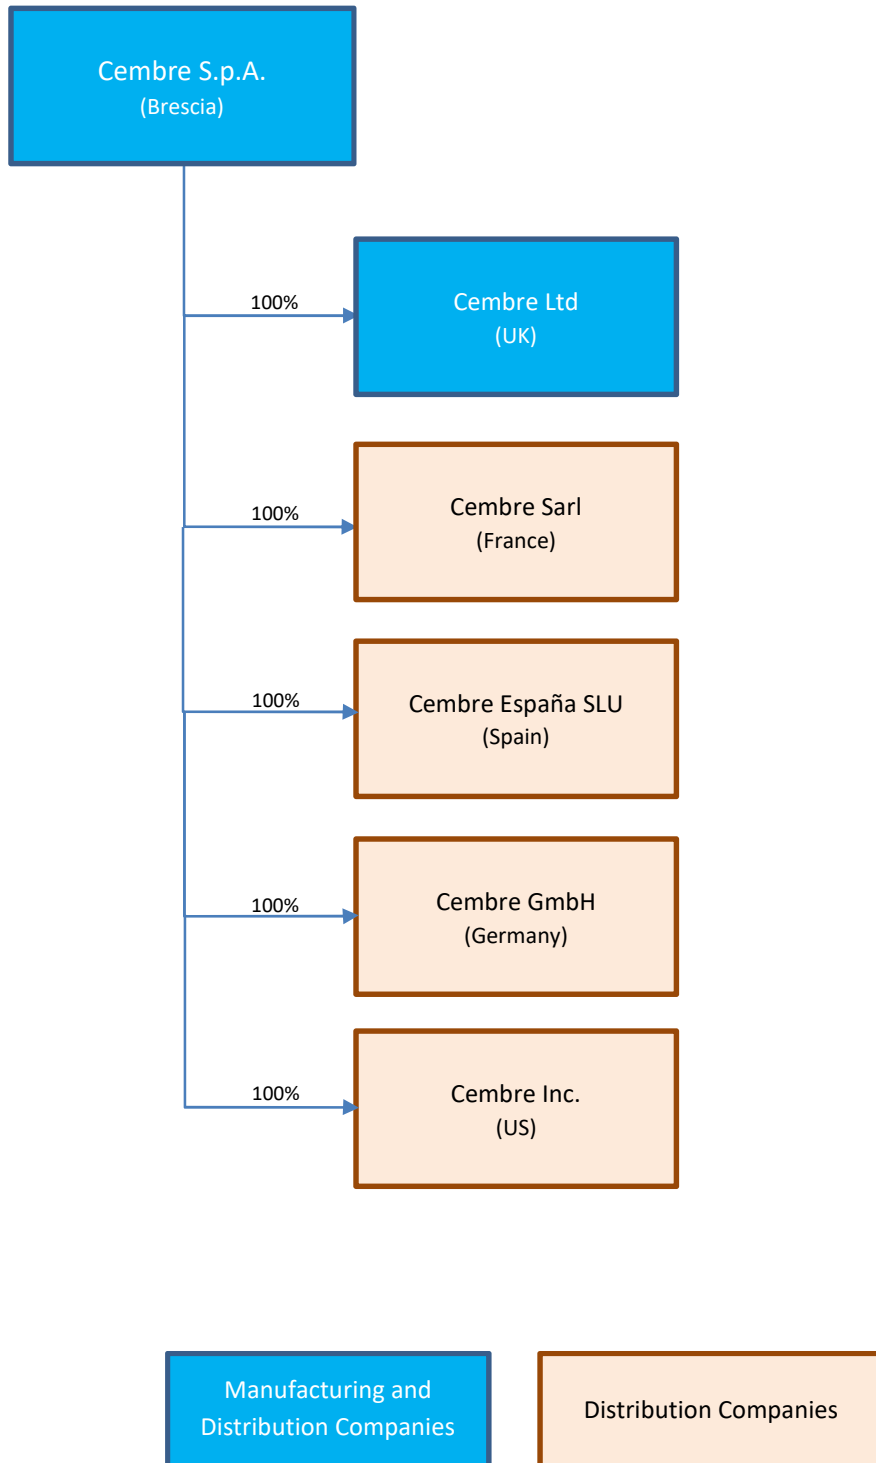 Cembre S.p.A.
(Brescia)
100%
Cembre Ltd
(UK)
100%
Cembre Sarl
(France)
100%
Cembre España SLU
(Spain)
100%
Cembre GmbH
(Germany)
100%
Cembre Inc.
(US)
Manufacturing and
Distribution Companies
Distribution Companies